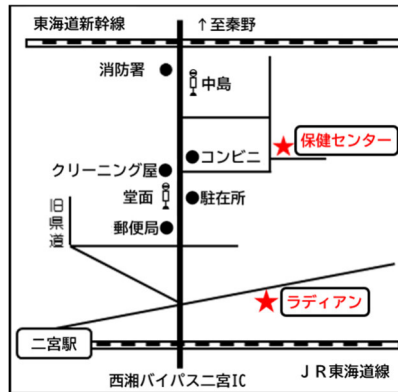 東海道新幹線
↑至秦野
消防署
中島
保健センター
コンビニ
クリーニング屋
堂面
駐在所
旧県道
郵便局
ラディアン
二宮駅
JR東海道線
西湘バイパス二宮IC